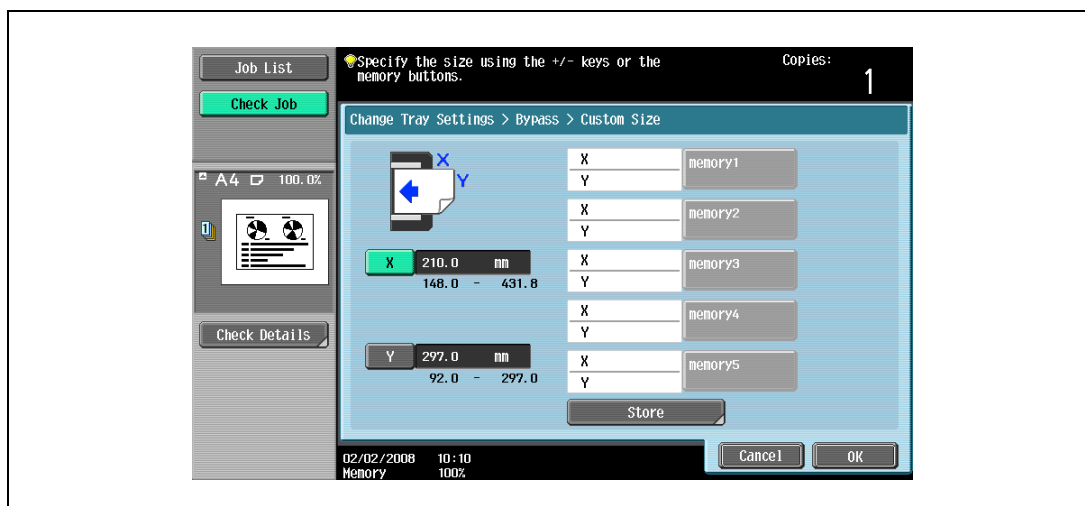 Job List
Check Job
A4 100.0%
1
Check Details
Specify the size using the +/- keys or the
memory buttons.
Copies:
1
Change Tray Settings > Bypass > Custom Size
X
Y
X 210.0 mm
148.0 - 431.8
Y 297.0 mm
92.0 - 297.0
X
Y
memory1
X
Y
memory2
X
Y
memory3
X
Y
memory4
X
Y
memory5
Store
02/02/2008 10:10
Memory 100%
Cancel
OK